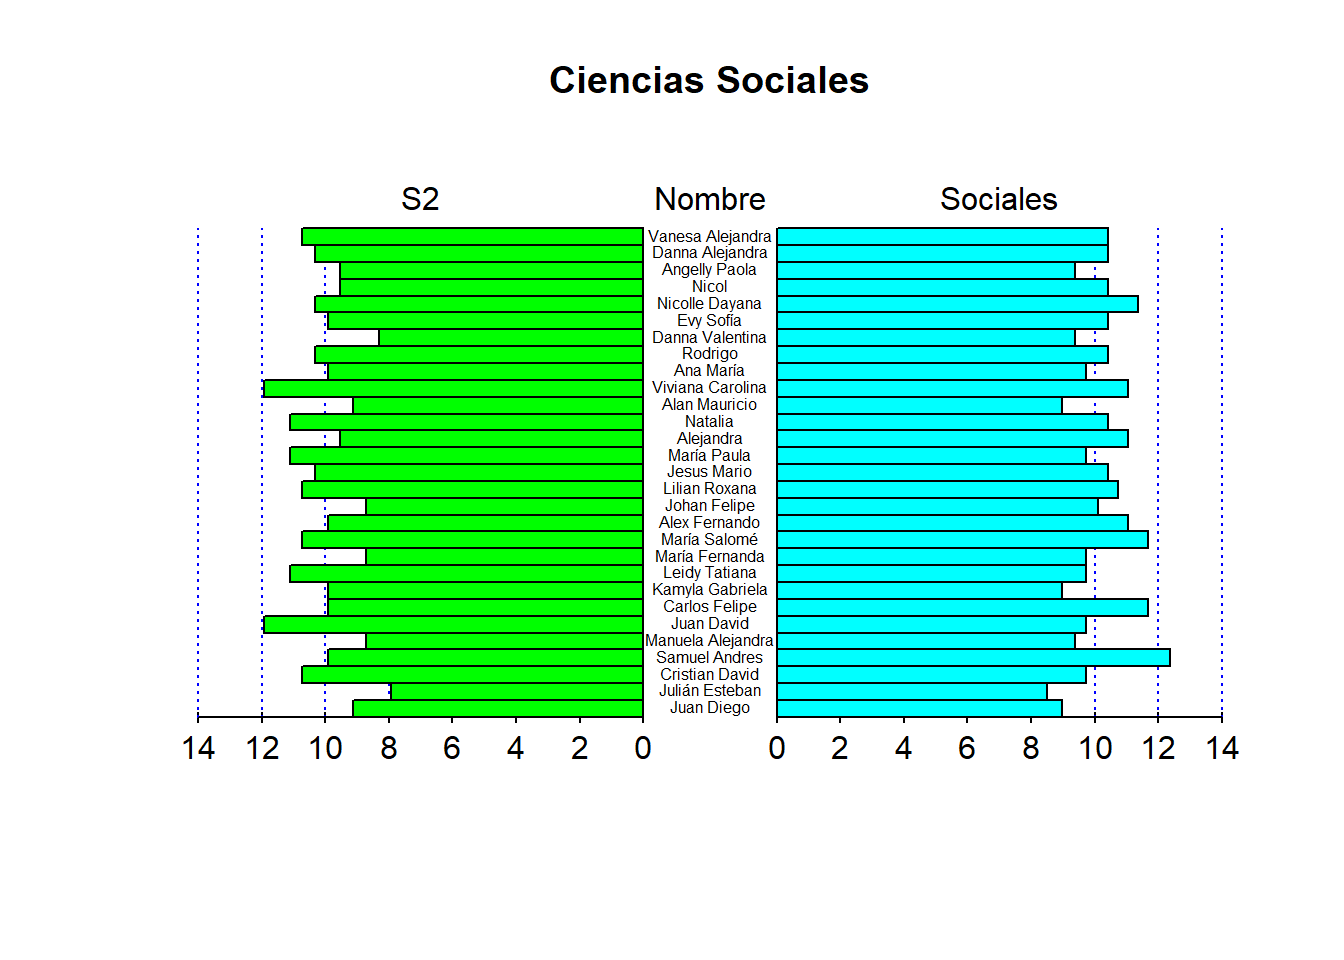 Ciencias Sociales
S2 Nombre Sociales
Vanesa Alejandra
Danna Alejandra
Angelly Paola
Nicol
Nicolle Dayana
Evy Sofía
Danna Valentina
Rodrigo
Ana María
Viviana Carolina
Alan Mauricio
Natalia
Alejandra
María Paula
Jesus Mario
Lilian Roxana
Johan Felipe
Alex Fernando
María Salomé
María Fernanda
Leidy Tatiana
Kamyla Gabriela
Carlos Felipe
Juan David
Manuela Alejandra
Samuel Andres
Cristian David
Julián Esteban
Juan Diego
14 12 10 8 6 4 2 0 0 2 4 6 8 10 12 14